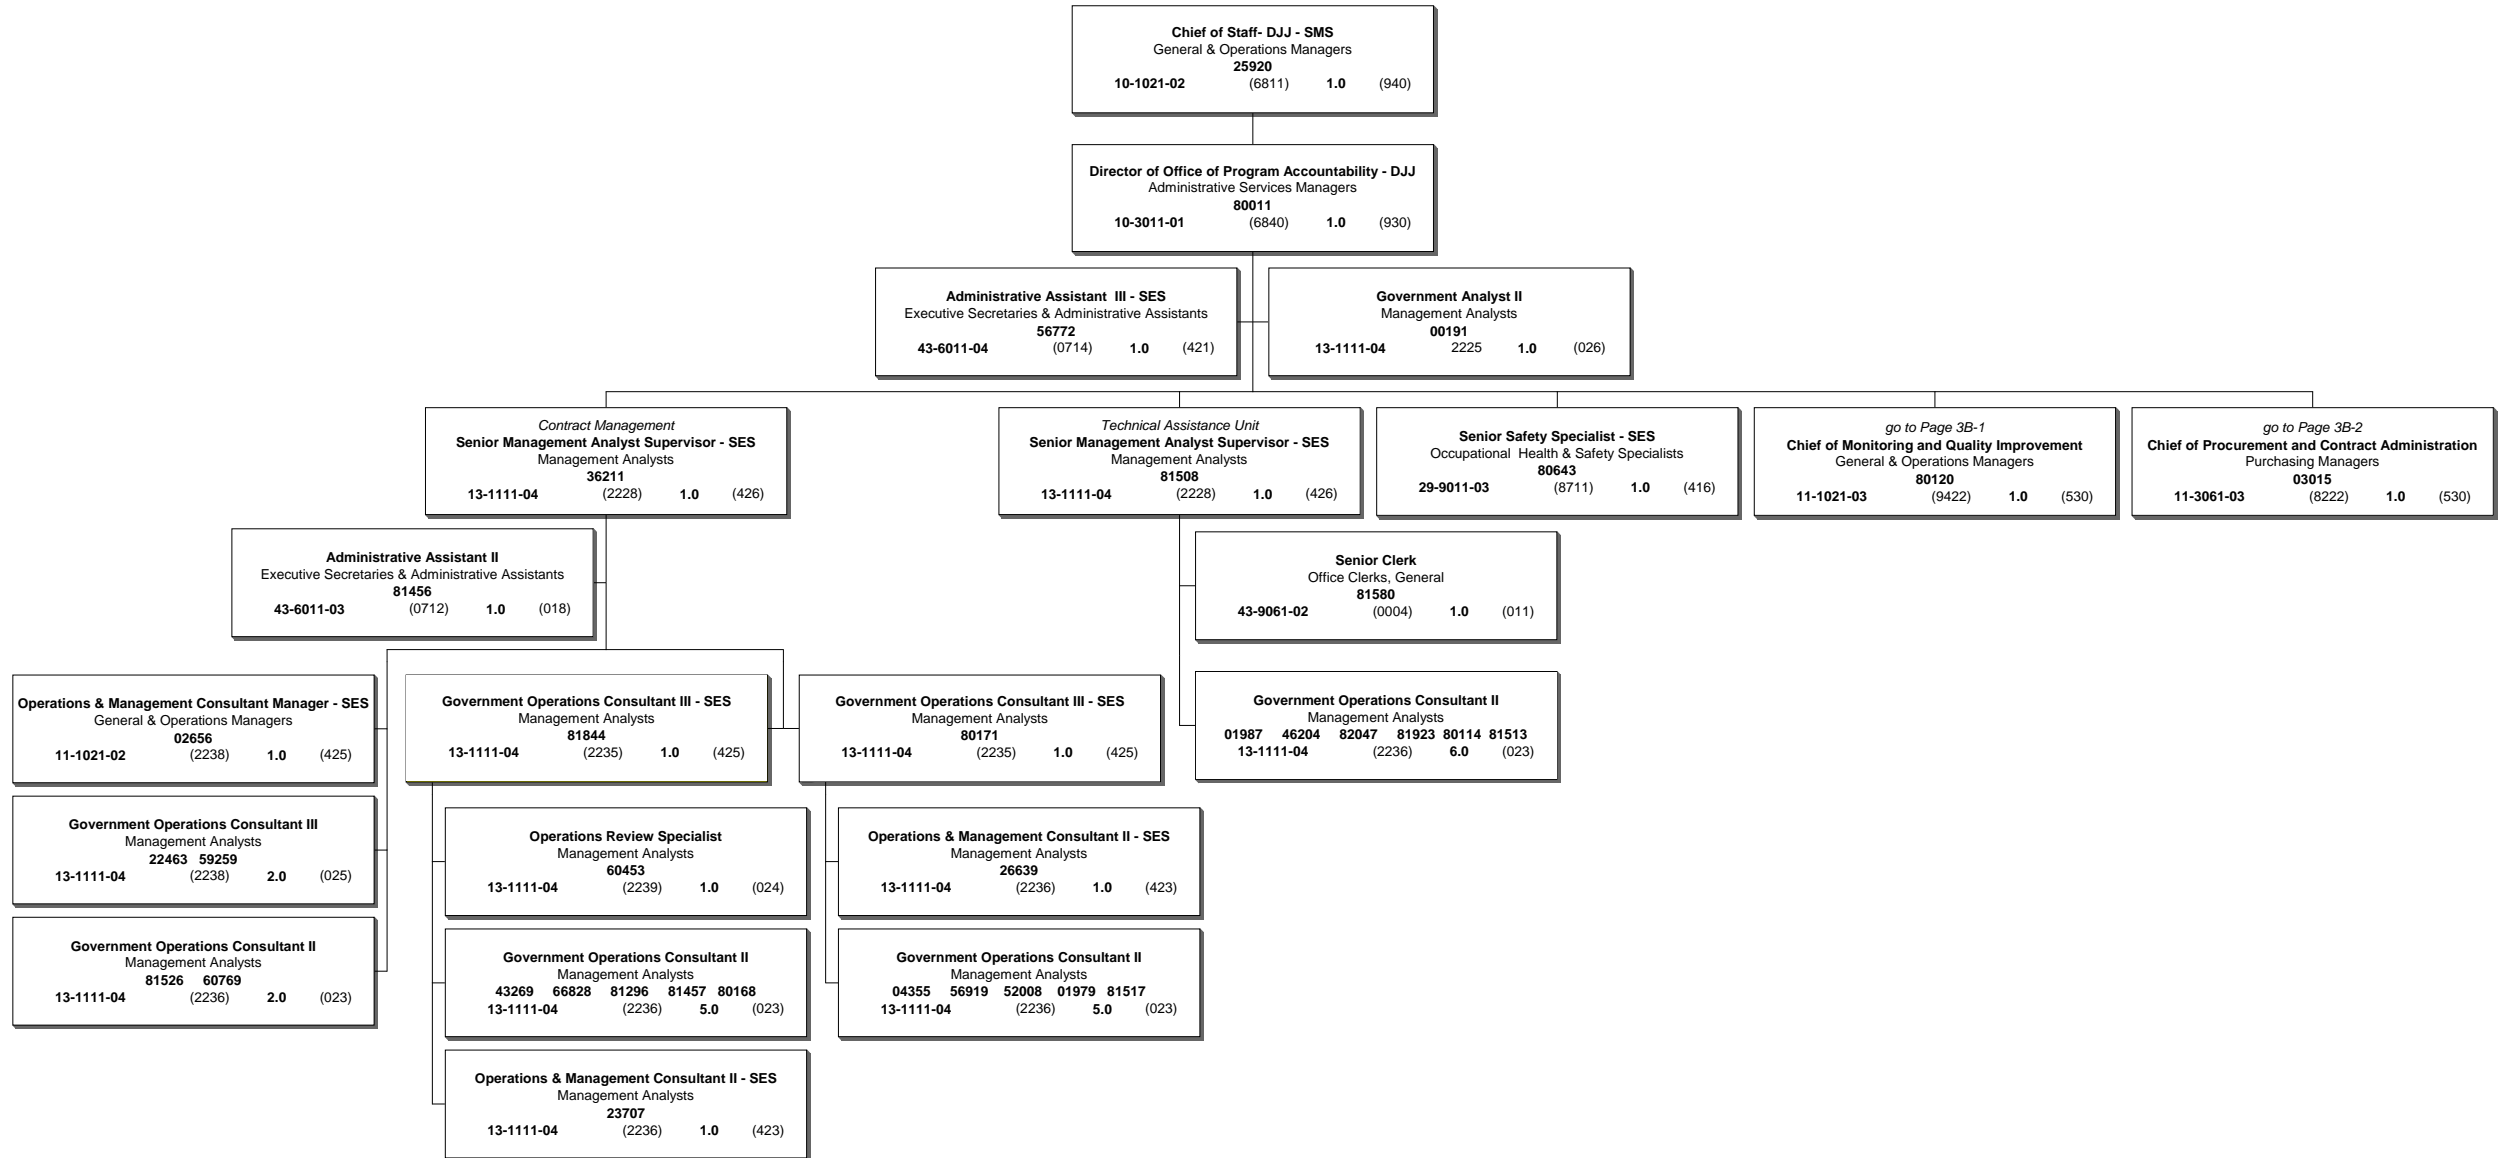 Chief of Staff- DJJ - SMS
General & Operations Managers
25920
10-1021-02 (6811) 1.0 (940)
Director of Office of Program Accountability - DJJ
Administrative Services Managers
80011
10-3011-01 (6840) 1.0 (930)
Administrative Assistant III - SES
Executive Secretaries & Administrative Assistants
56772
43-6011-04 (0714) 1.0 (421)
Government Analyst II
Management Analysts
00191
13-1111-04 2225 1.0 (026)
Contract Management
Senior Management Analyst Supervisor - SES
Management Analysts
36211
13-1111-04 (2228) 1.0 (426)
Technical Assistance Unit
Senior Management Analyst Supervisor - SES
Management Analysts
81508
13-1111-04 (2228) 1.0 (426)
Senior Safety Specialist - SES
Occupational Health & Safety Specialists
80643
29-9011-03 (8711) 1.0 (416)
go to Page 3B-1
Chief of Monitoring and Quality Improvement
General & Operations Managers
80120
11-1021-03 (9422) 1.0 (530)
go to Page 3B-2
Chief of Procurement and Contract Administration
Purchasing Managers
03015
11-3061-03 (8222) 1.0 (530)
Administrative Assistant II
Executive Secretaries & Administrative Assistants
81456
43-6011-03 (0712) 1.0 (018)
Senior Clerk
Office Clerks, General
81580
43-9061-02 (0004) 1.0 (011)
Operations & Management Consultant Manager - SES
General & Operations Managers
02656
11-1021-02 (2238) 1.0 (425)
Government Operations Consultant III - SES
Management Analysts
81844
13-1111-04 (2235) 1.0 (425)
Government Operations Consultant III - SES
Management Analysts
80171
13-1111-04 (2235) 1.0 (425)
Government Operations Consultant II
Management Analysts
01987 46204 82047 81923 80114 81513
13-1111-04 (2236) 6.0 (023)
Government Operations Consultant III
Management Analysts
22463 59259
13-1111-04 (2238) 2.0 (025)
Operations Review Specialist
Management Analysts
60453
13-1111-04 (2239) 1.0 (024)
Operations & Management Consultant II - SES
Management Analysts
26639
13-1111-04 (2236) 1.0 (423)
Government Operations Consultant II
Management Analysts
81526 60769
13-1111-04 (2236) 2.0 (023)
Government Operations Consultant II
Management Analysts
43269 66828 81296 81457 80168
13-1111-04 (2236) 5.0 (023)
Government Operations Consultant II
Management Analysts
04355 56919 52008 01979 81517
13-1111-04 (2236) 5.0 (023)
Operations & Management Consultant II - SES
Management Analysts
23707
13-1111-04 (2236) 1.0 (423)